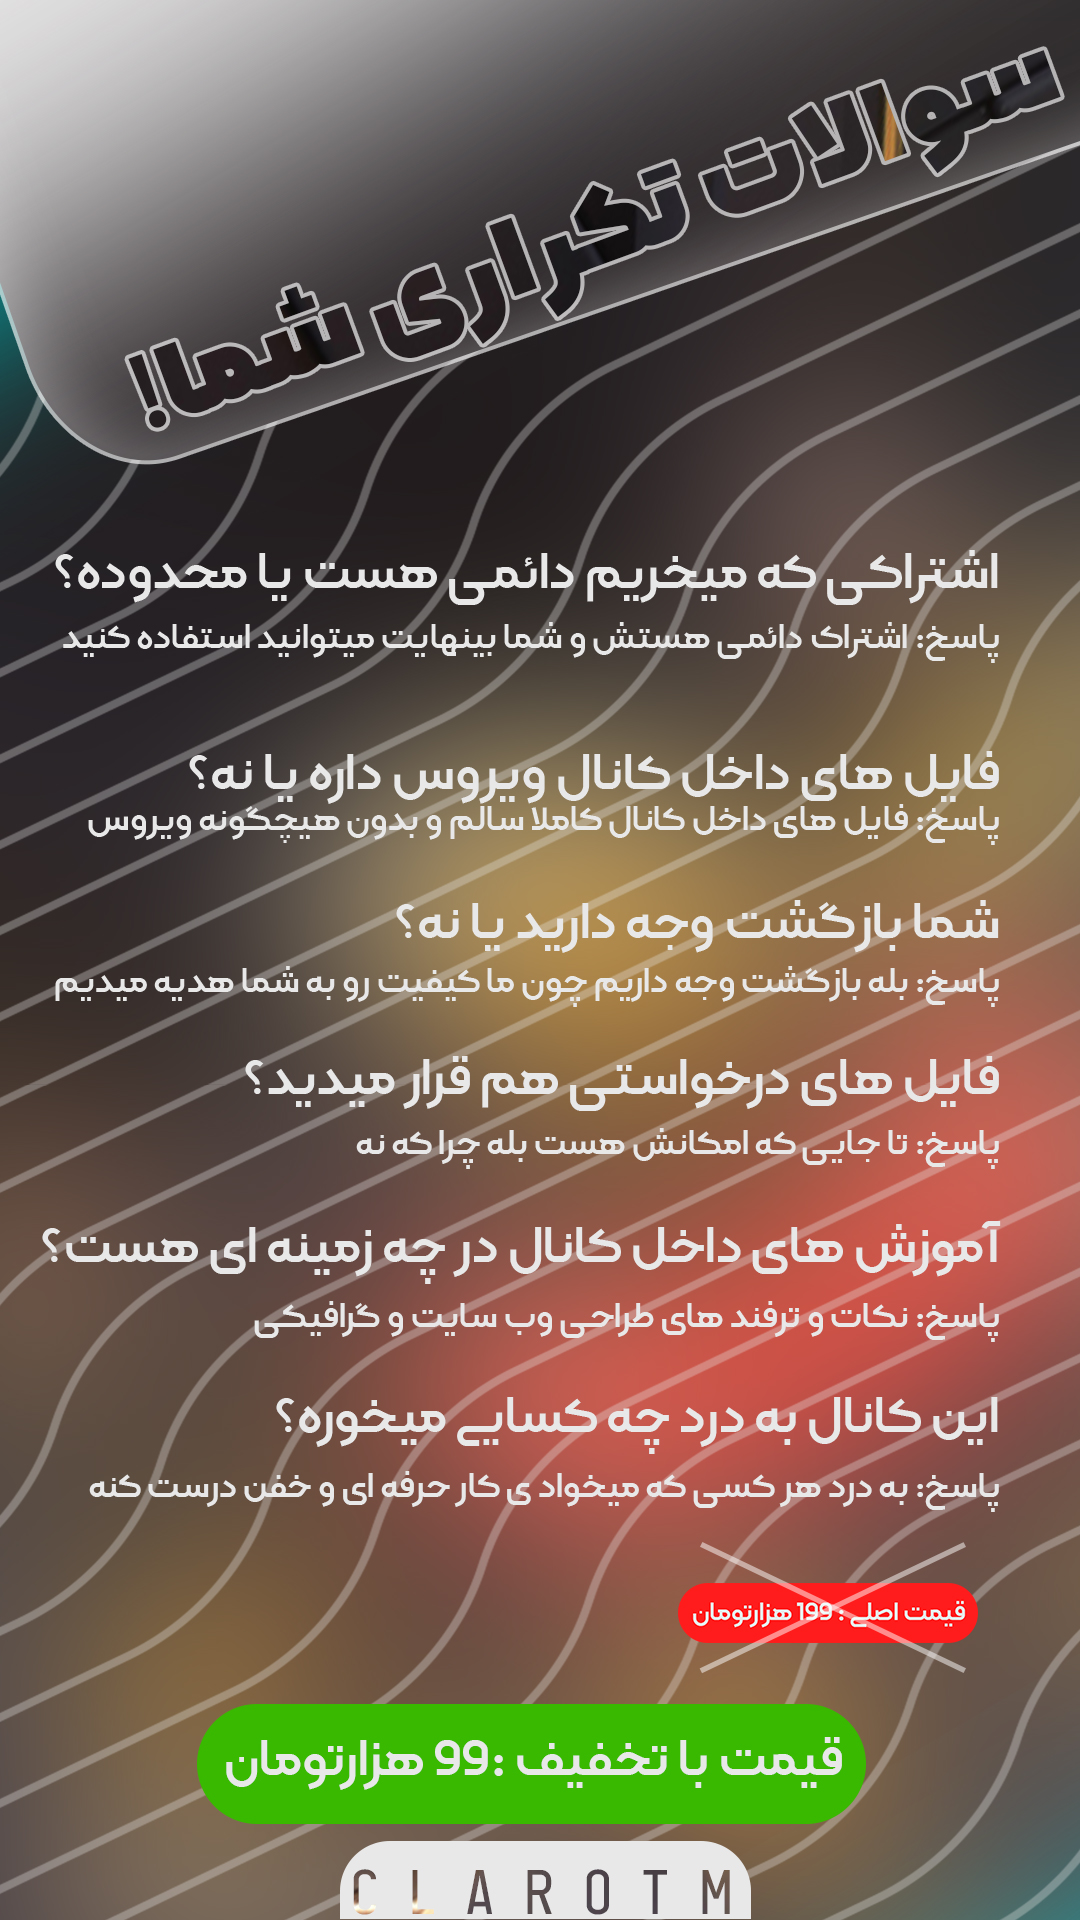 سوالات تکراری شما!
اشتراکی که میخریم دائمی هست یا محدوده؟
پاسخ: اشتراک دائمی هستش و شما بینهایت میتوانید استفاده کنید
فایل های داخل کانال ویروس داره یا نه؟
پاسخ: فایل های داخل کانال کاملا سالم و بدون هیچگونه ویروس
شما بازگشت وجه دارید یا نه؟
پاسخ: بله بازگشت وجه داریم چون ما کیفیت رو به شما هدیه میدیم
فایل های درخواستی هم قرار میدید؟
پاسخ: تا جایی که امکانش هست بله چرا که نه
آموزش های داخل کانال در چه زمینه ای هست؟
پاسخ: نکات و ترفند های طراحی وب سایت و گرافیکی
این کانال به درد چه کسایی میخوره؟
پاسخ: به درد هر کسی که میخواد ی کار حرفه ای و خفن درست کنه
قیمت اصلی : 199 هزارتومان
قیمت با تخفیف :99 هزارتومان
CLAROTM